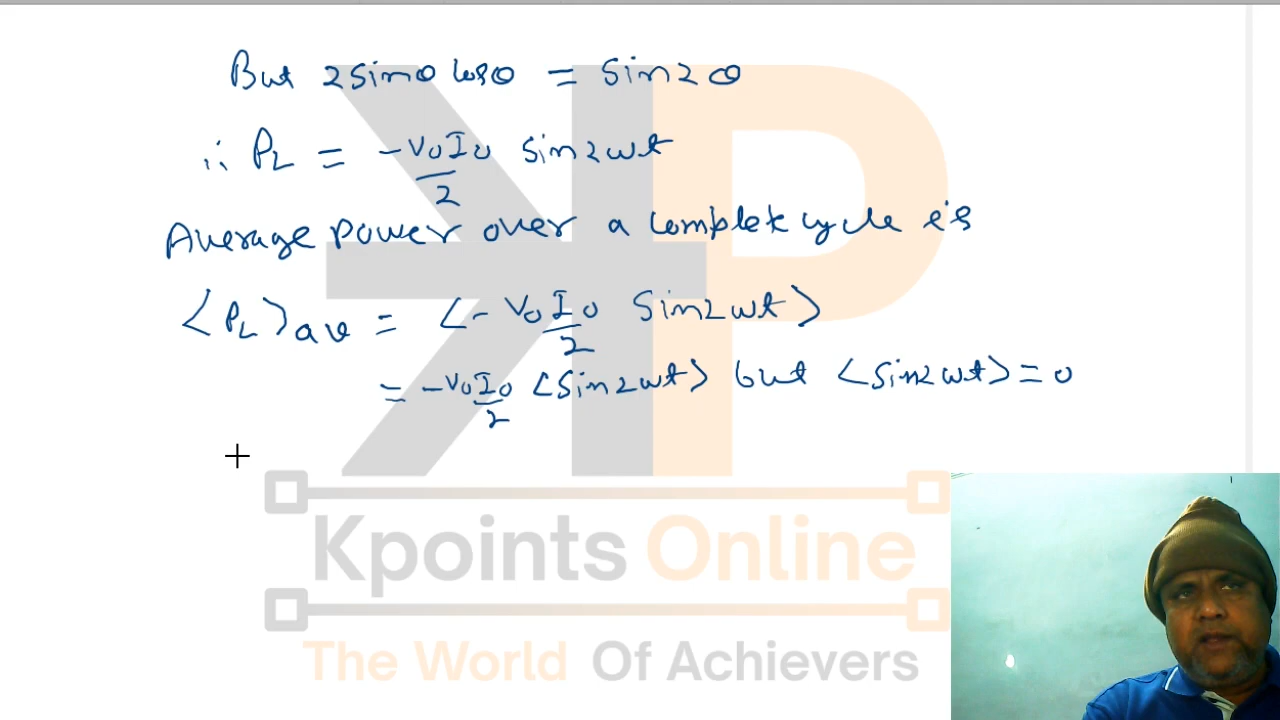 But 2sinθ cosθ = sin2θ
∴ PL = -V0I0/2 sin2ωt
Average power over a complete cycle is
<PL>av = <- V0I0/2 sin2ωt>
= -V0I0/2 <sin2ωt> but <sin2ωt> = 0
KP
Kpoints Online
The World Of Achievers